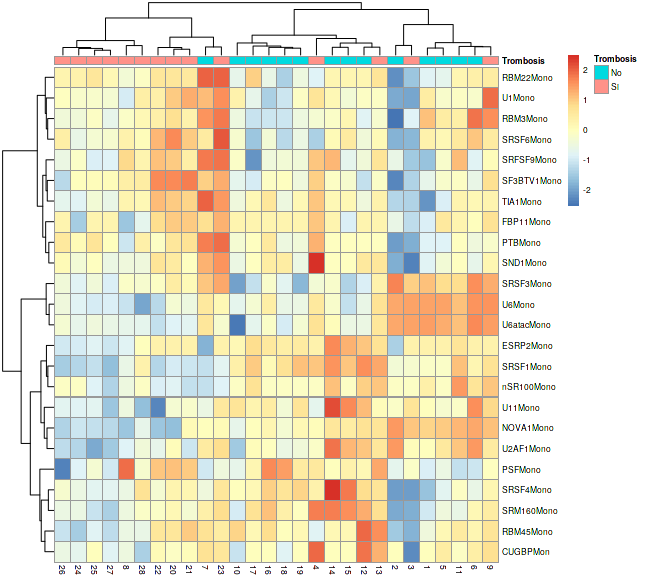 Trombosis
RBM22Mono
U1Mono
RBM3Mono
SRSF6Mono
SRFSF9Mono
SF3BTV1Mono
TIA1Mono
FBP11Mono
PTBMono
SND1Mono
SRSF3Mono
U6Mono
U6atacMono
ESRP2Mono
SRSF1Mono
nSR100Mono
U11Mono
NOVA1Mono
U2AF1Mono
PSFMono
SRSF4Mono
SRM160Mono
RBM45Mono
CUGBPMon
26 24 25 27 8 28 22 20 21 7 23 10 17 16 18 19 4 14 15 12 13 2 3 1 5 11 6 9
2
1
0
-1
-2
Trombosis
No
SI